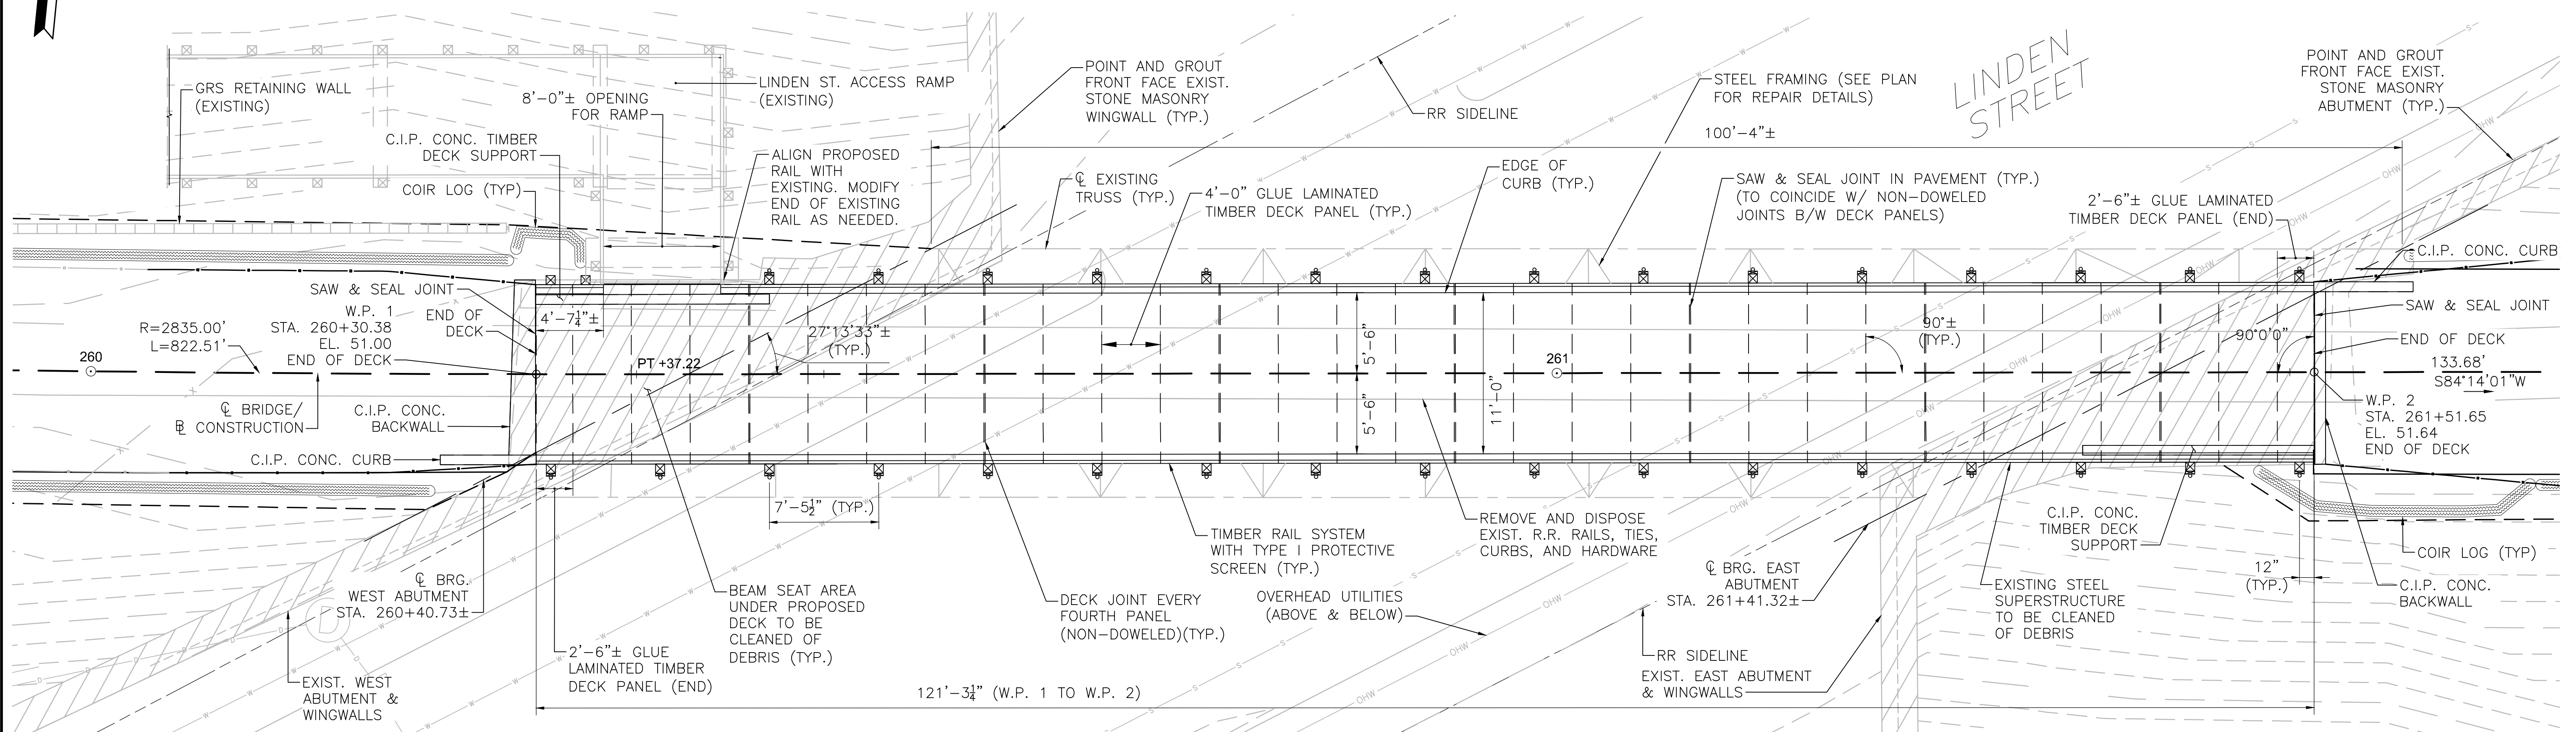 GRS RETAINING WALL
(EXISTING)
8'-0"± OPENING
FOR RAMP
C.I.P. CONC. TIMBER
DECK SUPPORT
COIR LOG (TYP)
LINDEN ST. ACCESS RAMP
(EXISTING)
ALIGN PROPOSED
RAIL WITH
EXISTING. MODIFY
END OF EXISTING
RAIL AS NEEDED.
POINT AND GROUT
FRONT FACE EXIST.
STONE MASONRY
WINGWALL (TYP.)
RR SIDELINE
℄ EXISTING
TRUSS (TYP.)
4'-0" GLUE LAMINATED
TIMBER DECK PANEL (TYP.)
EDGE OF
CURB (TYP.)
STEEL FRAMING (SEE PLAN
FOR REPAIR DETAILS)
100'-4"±
SAW & SEAL JOINT IN PAVEMENT (TYP.)
(TO COINCIDE W/ NON-DOWELED
JOINTS B/W DECK PANELS)
LINDEN
STREET
POINT AND GROUT
FRONT FACE EXIST.
STONE MASONRY
ABUTMENT (TYP.)
2'-6"± GLUE LAMINATED
TIMBER DECK PANEL (END)
C.I.P. CONC. CURB
SAW & SEAL JOINT
END OF DECK
133.68'
S84°14'01"W
W.P. 2
STA. 261+51.65
EL. 51.64
END OF DECK
SAW & SEAL JOINT
W.P. 1
STA. 260+30.38
EL. 51.00
END OF DECK
END OF
DECK
R=2835.00'
L=822.51'
260
4'-7¼"±
PT +37.22
27°13'33"±
(TYP.)
5'-6"
5'-6"
11'-0"
261
90°±
(TYP.)
90°0'0"
℄ BRIDGE/
℔ CONSTRUCTION
C.I.P. CONC.
BACKWALL
C.I.P. CONC. CURB
7'-5½" (TYP.)
℄ BRG.
WEST ABUTMENT
STA. 260+40.73±
D
EXIST. WEST
ABUTMENT &
WINGWALLS
2'-6"± GLUE
LAMINATED TIMBER
DECK PANEL (END)
BEAM SEAT AREA
UNDER PROPOSED
DECK TO BE
CLEANED OF
DEBRIS (TYP.)
DECK JOINT EVERY
FOURTH PANEL
(NON-DOWELED)(TYP.)
TIMBER RAIL SYSTEM
WITH TYPE I PROTECTIVE
SCREEN (TYP.)
REMOVE AND DISPOSE
EXIST. R.R. RAILS, TIES,
CURBS, AND HARDWARE
OVERHEAD UTILITIES
(ABOVE & BELOW)
℄ BRG. EAST
ABUTMENT
STA. 261+41.32±
RR SIDELINE
EXIST. EAST ABUTMENT
& WINGWALLS
EXISTING STEEL
SUPERSTRUCTURE
TO BE CLEANED
OF DEBRIS
C.I.P. CONC.
TIMBER DECK
SUPPORT
12"
(TYP.)
COIR LOG (TYP)
C.I.P. CONC.
BACKWALL
121'-3¼" (W.P. 1 TO W.P. 2)